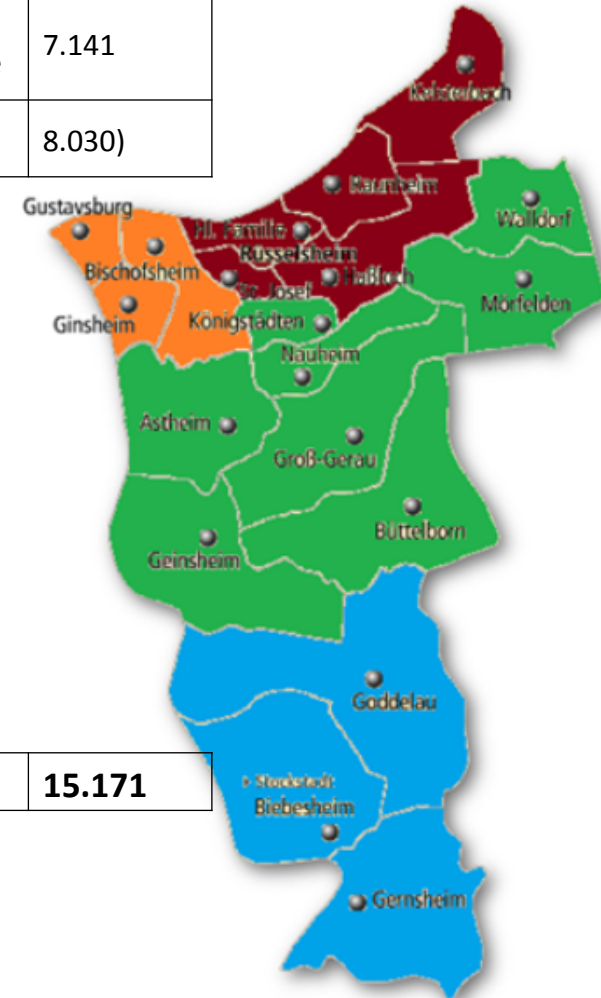 7.141
8.030)
Kelsterbach
Raunheim
Walldorf
Gustavsburg
Hl. Familie
Rüsselsheim
Bischofsheim
Haßloch
St. Josef
Mörfelden
Ginsheim
Königstädten
Nauheim
Astheim
Groß-Gerau
Büttelborn
Geinsheim
Goddelau
15.171
Stockstadt
Biebesheim
Gernsheim